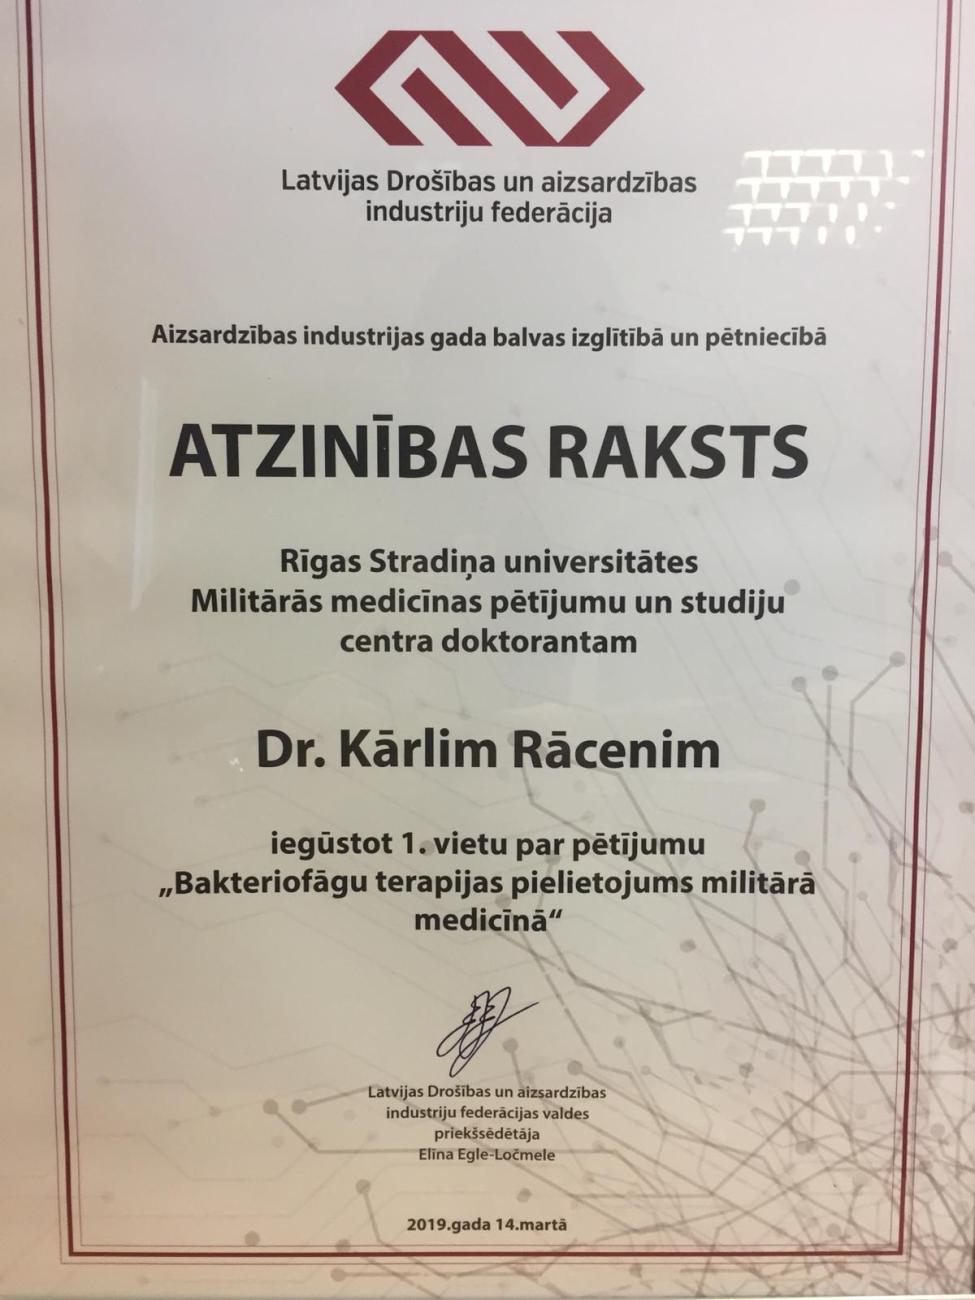 Latvijas Drošības un aizsardzības
industriju federācija
Aizsardzības industrijas gada balvas izglītībā un pētniecībā
ATZINĪBAS RAKSTS
Rīgas Stradiņa universitātes
Militārās medicīnas pētījumu un studiju
centra doktorantam
Dr. Kārlim Rācenim
iegūstot 1. vietu par pētījumu
„Bakteriofāgu terapijas pielietojums militārā
medicīnā“
Latvijas Drošības un aizsardzības
industriju federācijas valdes
priekšsēdētāja
Elīna Egle-Ločmele
2019.gada 14.martā